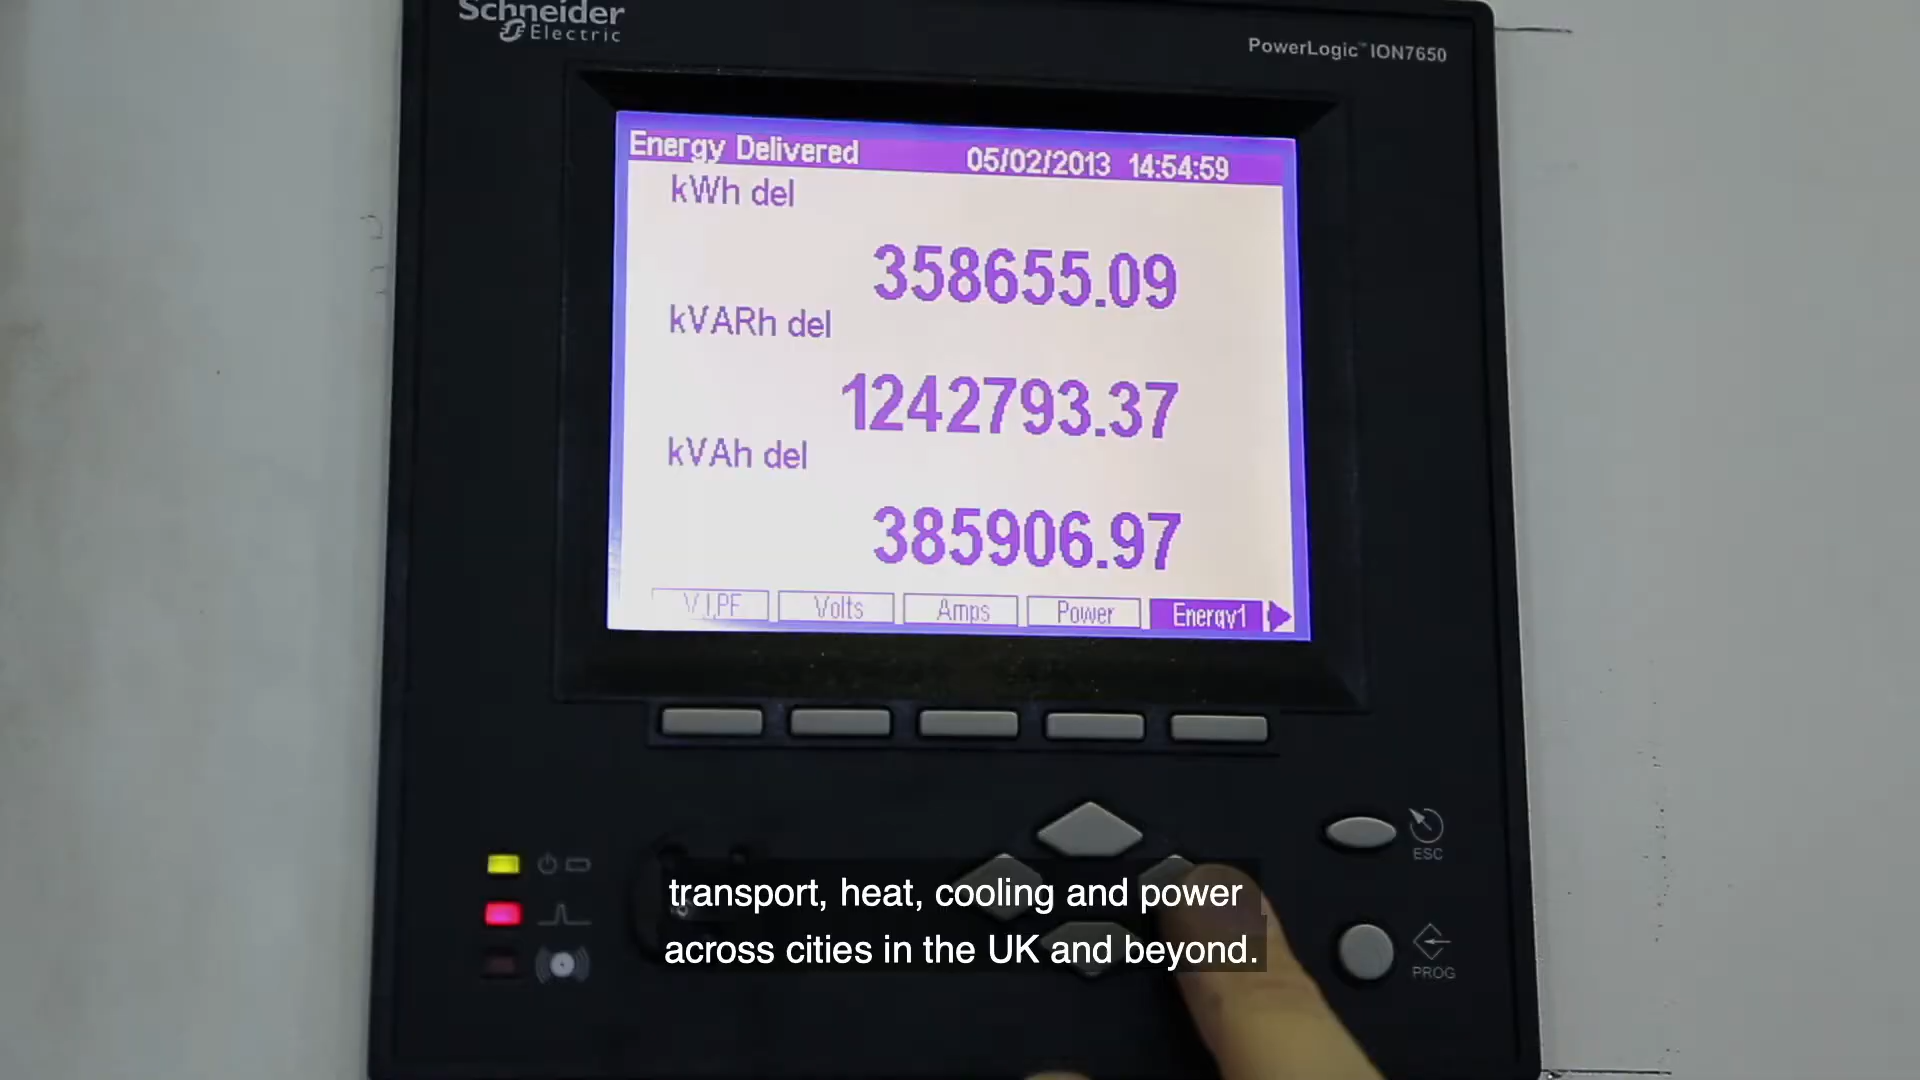 Schneider
Electric
PowerLogic™ ION7650
Energy Delivered 05/02/2013 14:54:59
kWh del
358655.09
kVARh del
1242793.37
kVAh del
385906.97
V,I,PF Volts Amps Power Energy1
ESC
transport, heat, cooling and power
across cities in the UK and beyond.
PROG